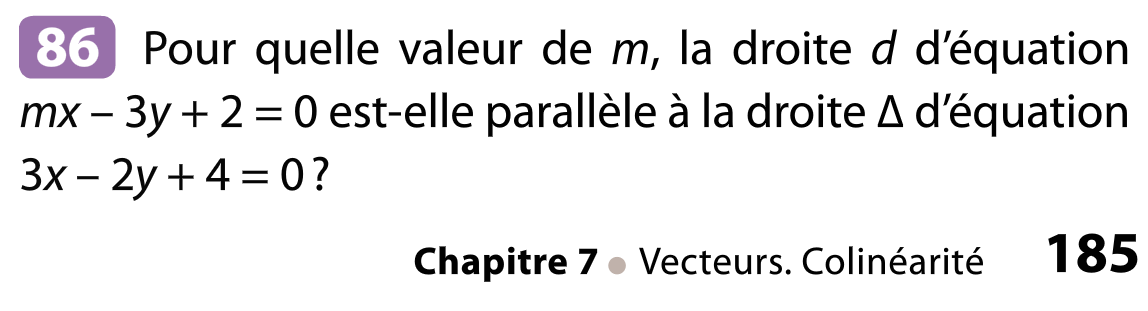 86 Pour quelle valeur de m, la droite d d’équation
mx – 3y + 2 = 0 est-elle parallèle à la droite Δ d’équation
3x – 2y + 4 = 0 ?
Chapitre 7 • Vecteurs. Colinéarité 185